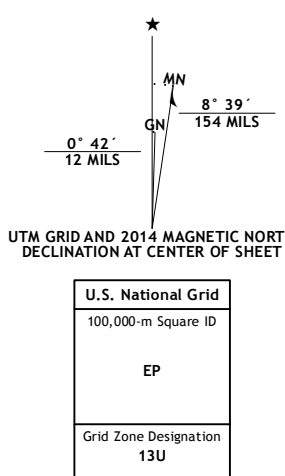 ★
MN
8° 39´
154 MILS
GN
0° 42´
12 MILS
UTM GRID AND 2014 MAGNETIC NORT
DECLINATION AT CENTER OF SHEET
U.S. National Grid
100,000-m Square ID
EP
Grid Zone Designation
13U